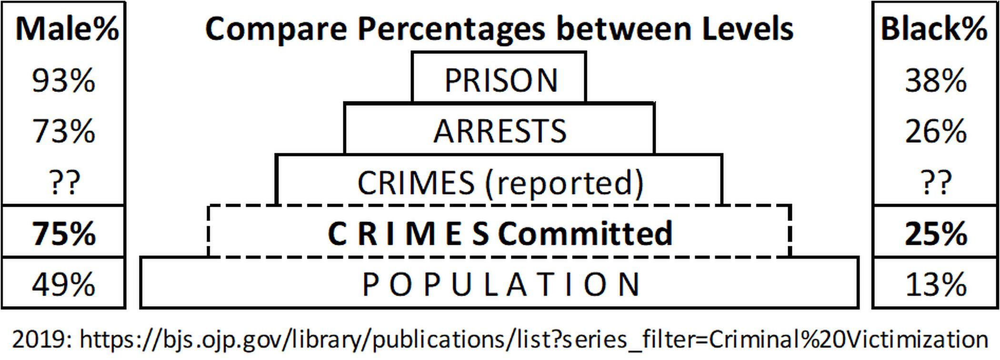 Male% Compare Percentages between Levels Black%
93% PRISON 38%
73% ARRESTS 26%
?? CRIMES (reported) ??
75% C R I M E S Committed 25%
49% P O P U L A T I O N 13%
2019: https://bjs.ojp.gov/library/publications/list?series_filter=Criminal%20Victimization